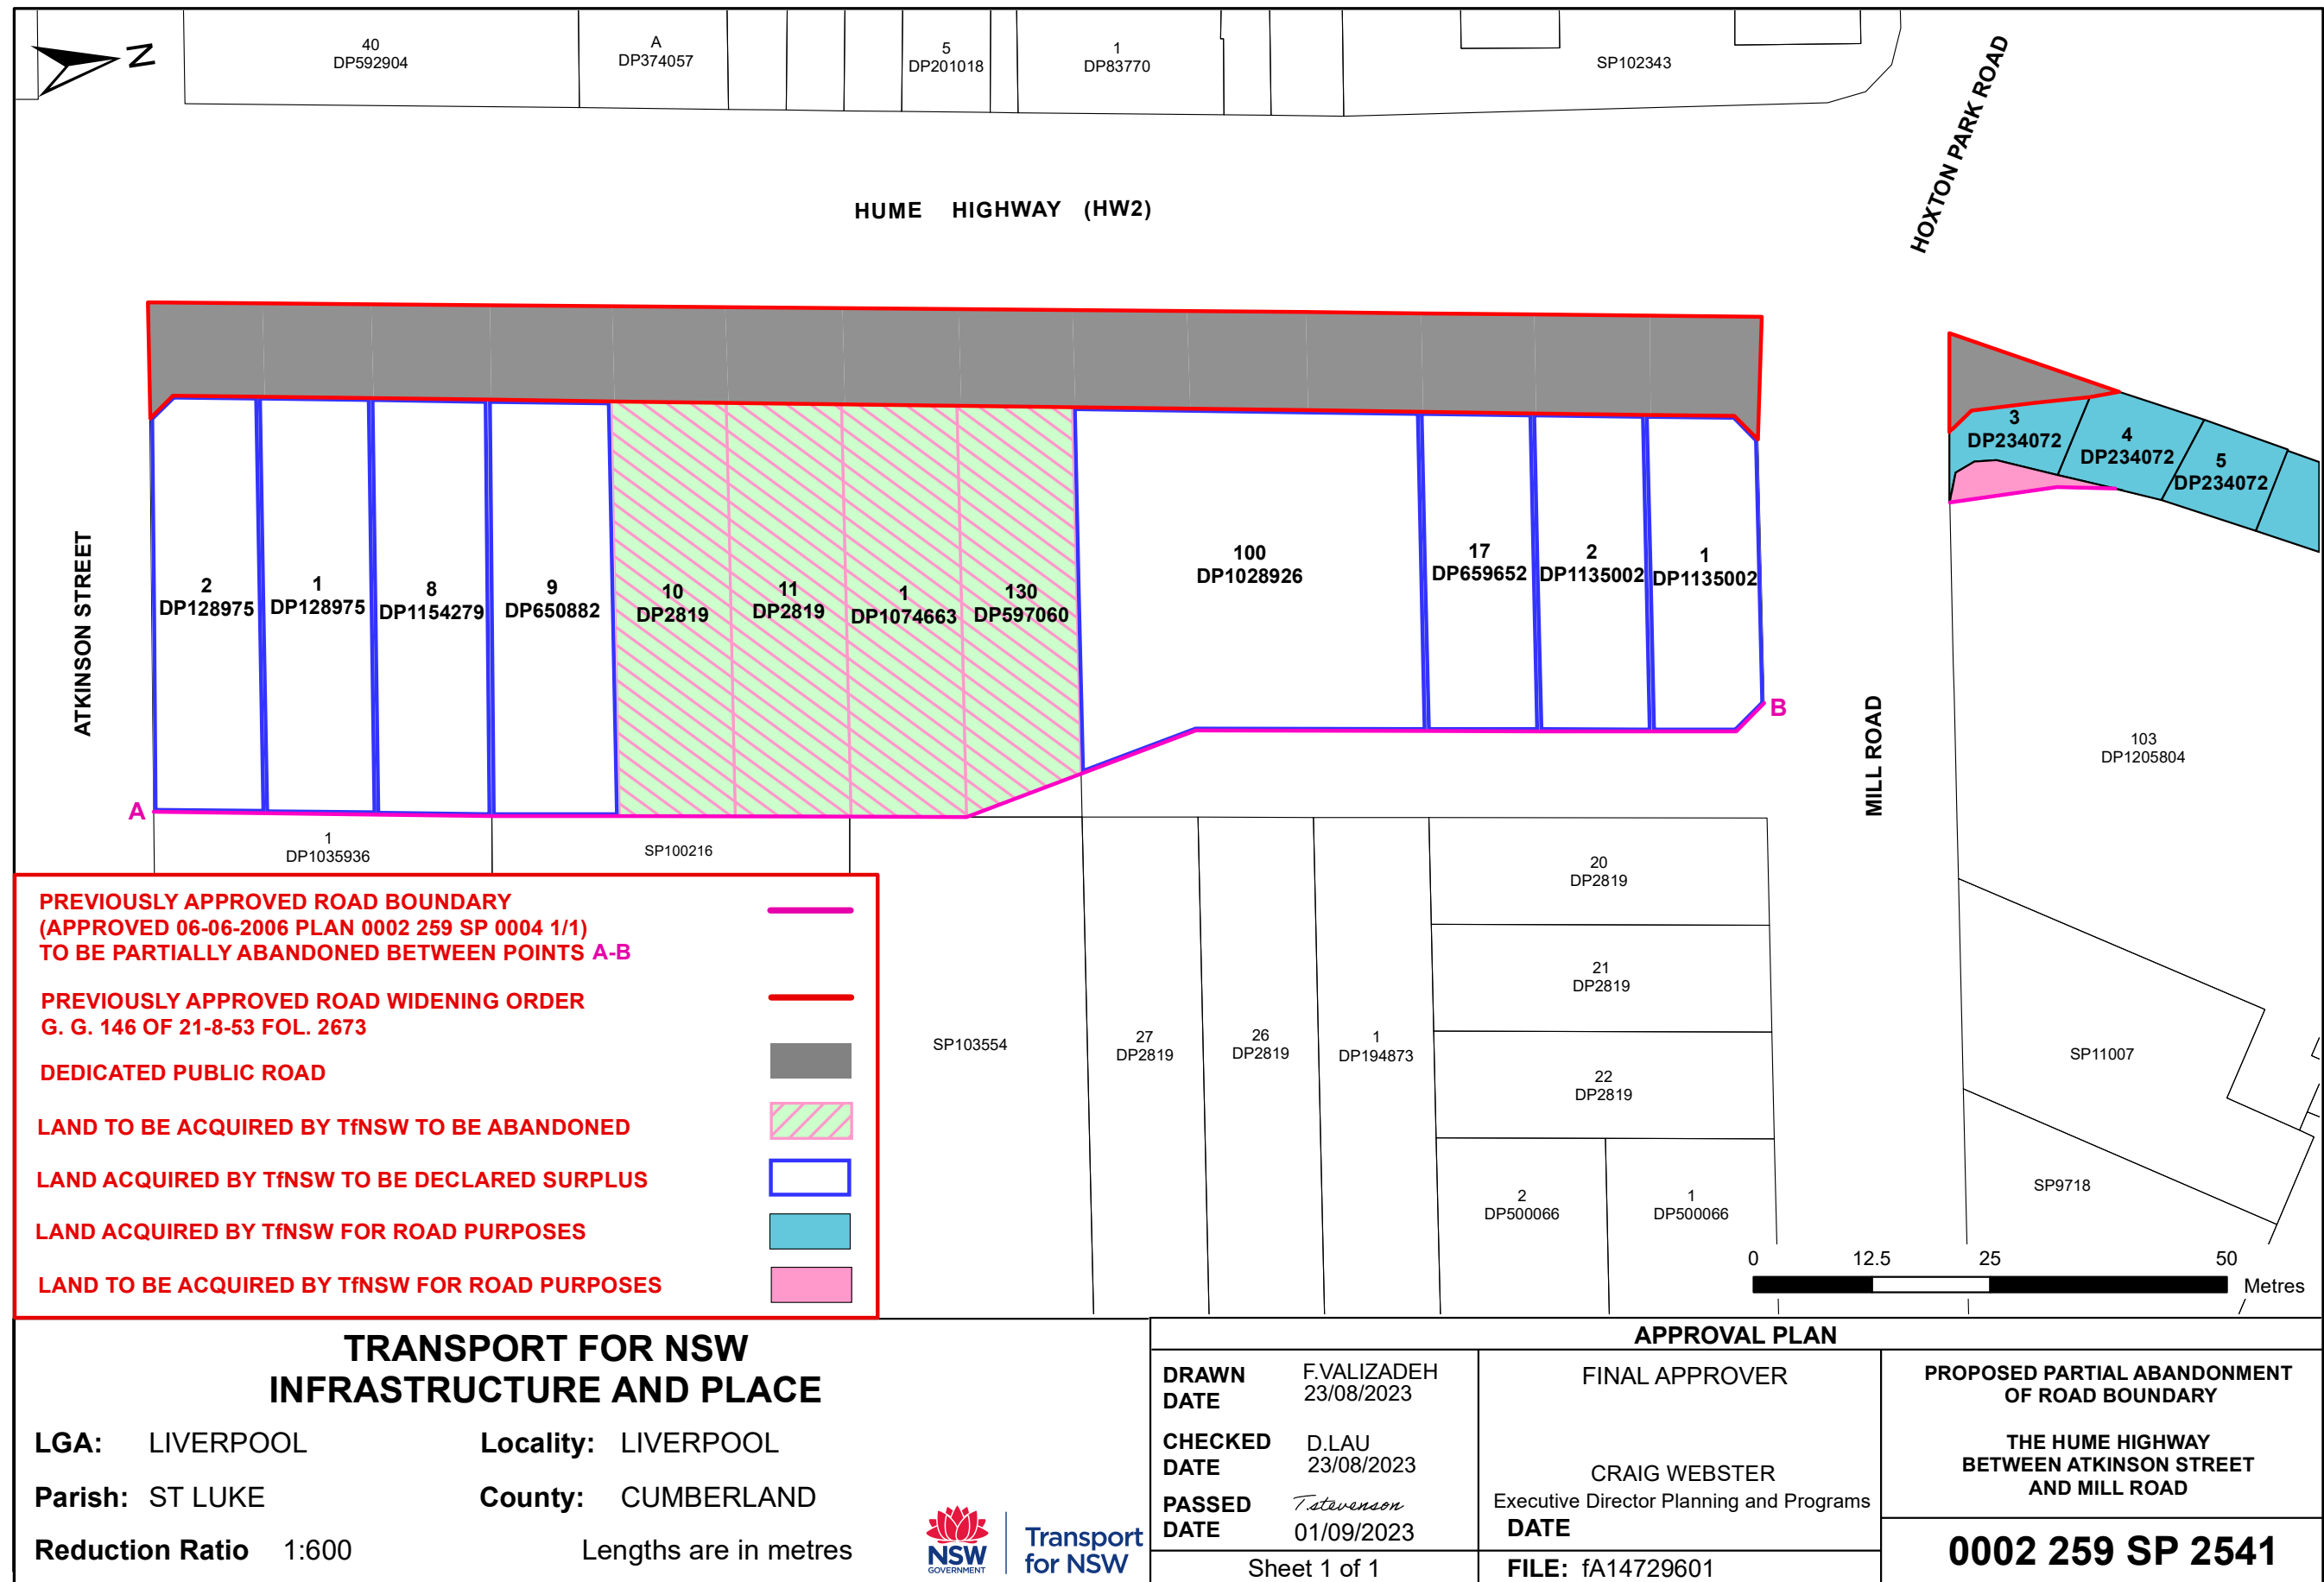 N
40
DP592904
A
DP374057
5
DP201018
1
DP83770
SP102343
HOXTON PARK ROAD
HUME HIGHWAY (HW2)
3
DP234072
4
DP234072
5
DP234072
ATKINSON STREET
2
DP128975
1
DP128975
8
DP1154279
9
DP650882
10
DP2819
11
DP2819
1
DP1074663
130
DP597060
100
DP1028926
17
DP659652
2
DP1135002
1
DP1135002
B
A
MILL ROAD
103
DP1205804
1
DP1035936
SP100216
20
DP2819
21
DP2819
22
DP2819
SP103554
27
DP2819
26
DP2819
1
DP194873
SP11007
SP9718
2
DP500066
1
DP500066
0 12.5 25 50
Metres
PREVIOUSLY APPROVED ROAD BOUNDARY
(APPROVED 06-06-2006 PLAN 0002 259 SP 0004 1/1)
TO BE PARTIALLY ABANDONED BETWEEN POINTS A-B
PREVIOUSLY APPROVED ROAD WIDENING ORDER
G. G. 146 OF 21-8-53 FOL. 2673
DEDICATED PUBLIC ROAD
LAND TO BE ACQUIRED BY TfNSW TO BE ABANDONED
LAND ACQUIRED BY TfNSW TO BE DECLARED SURPLUS
LAND ACQUIRED BY TfNSW FOR ROAD PURPOSES
LAND TO BE ACQUIRED BY TfNSW FOR ROAD PURPOSES
TRANSPORT FOR NSW
INFRASTRUCTURE AND PLACE
LGA: LIVERPOOL Locality: LIVERPOOL
Parish: ST LUKE County: CUMBERLAND
Reduction Ratio 1:600 Lengths are in metres
NSW
GOVERNMENT
Transport
for NSW
APPROVAL PLAN
DRAWN F.VALIZADEH
DATE 23/08/2023
CHECKED D.LAU
DATE 23/08/2023
PASSED T.stevenson
DATE 01/09/2023
Sheet 1 of 1
FINAL APPROVER
CRAIG WEBSTER
Executive Director Planning and Programs
DATE
FILE: fA14729601
PROPOSED PARTIAL ABANDONMENT
OF ROAD BOUNDARY
THE HUME HIGHWAY
BETWEEN ATKINSON STREET
AND MILL ROAD
0002 259 SP 2541